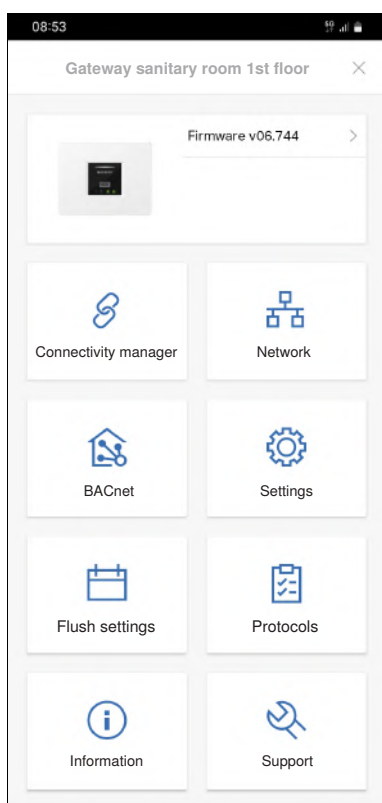 08:53
Gateway sanitary room 1st floor
Firmware v06.744
Connectivity manager
Network
BACnet
Settings
Flush settings
Protocols
Information
Support